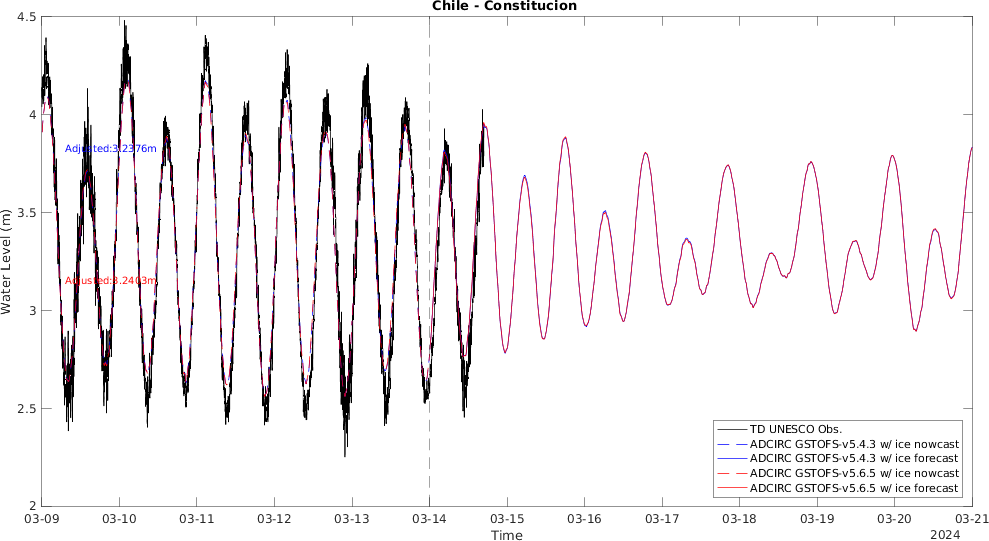 Chile - Constitucion
4.5
4
3.5
3
2.5
2
Water Level (m)
Adjusted:3.2376m
Adjusted:3.2403m
TD UNESCO Obs.
ADCIRC GSTOFS-v5.4.3 w/ ice nowcast
ADCIRC GSTOFS-v5.4.3 w/ ice forecast
ADCIRC GSTOFS-v5.6.5 w/ ice nowcast
ADCIRC GSTOFS-v5.6.5 w/ ice forecast
03-09 03-10 03-11 03-12 03-13 03-14 03-15 03-16 03-17 03-18 03-19 03-20 03-21
Time
2024